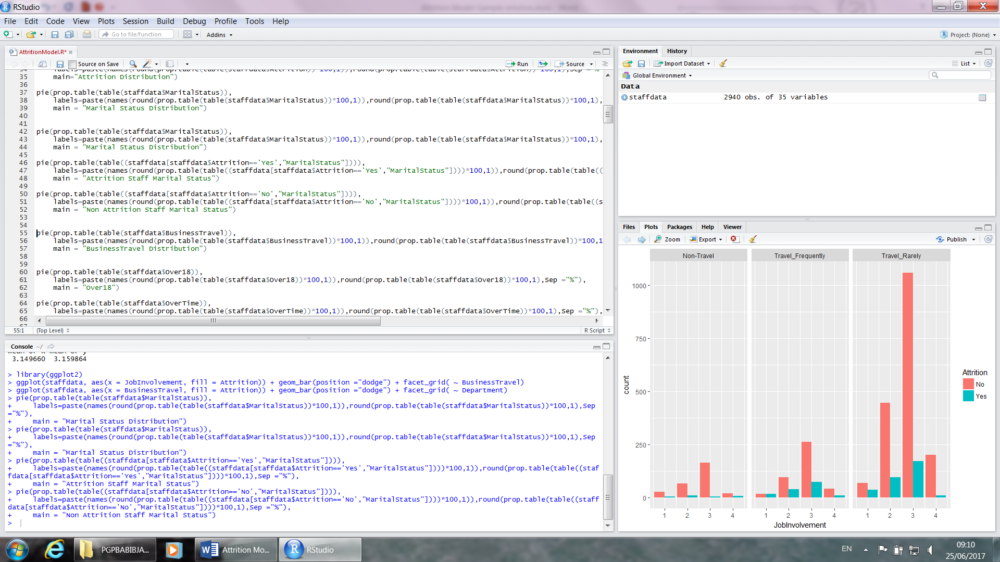 RStudio
File Edit Code View Plots Session Build Debug Profile Tools Help
Go to file/function Addins Project: (None)
AttritionModel.R*
Source on Save Run Source
34 labels=paste(names(round(prop.table(table(staffdata$Attrition))*100,1)),round(prop.table(table(staffdata$Attrition))*100,1),Sep ="%
35 main="Attrition Distribution")
36
37 pie(prop.table(table(staffdata$MaritalStatus)),
38 labels=paste(names(round(prop.table(table(staffdata$MaritalStatus))*100,1)),round(prop.table(table(staffdata$MaritalStatus))*100,1),
39 main = "Marital Status Distribution")
40
41
42 pie(prop.table(table(staffdata$MaritalStatus)),
43 labels=paste(names(round(prop.table(table(staffdata$MaritalStatus))*100,1)),round(prop.table(table(staffdata$MaritalStatus))*100,1),
44 main = "Marital Status Distribution")
45
46 pie(prop.table(table((staffdata[staffdata$Attrition=='Yes',"MaritalStatus"]))),
47 labels=paste(names(round(prop.table(table((staffdata[staffdata$Attrition=='Yes',"MaritalStatus"])))*100,1)),round(prop.table(table((
48 main = "Attrition Staff Marital Status")
49
50 pie(prop.table(table((staffdata[staffdata$Attrition=='No',"MaritalStatus"]))),
51 labels=paste(names(round(prop.table(table((staffdata[staffdata$Attrition=='No',"MaritalStatus"])))*100,1)),round(prop.table(table((s
52 main = "Non Attrition Staff Marital Status")
53
54
55 pie(prop.table(table(staffdata$BusinessTravel)),
56 labels=paste(names(round(prop.table(table(staffdata$BusinessTravel))*100,1)),round(prop.table(table(staffdata$BusinessTravel))*100,1
57 main = "BusinessTravel Distribution")
58
59
60 pie(prop.table(table(staffdata$Over18)),
61 labels=paste(names(round(prop.table(table(staffdata$Over18))*100,1)),round(prop.table(table(staffdata$Over18))*100,1),Sep ="%"),
62 main = "Over18")
63
64 pie(prop.table(table(staffdata$OverTime)),
65 labels=paste(names(round(prop.table(table(staffdata$OverTime))*100,1)),round(prop.table(table(staffdata$OverTime))*100,1),Sep ="%"),
66
67
55:1 (Top Level) R Script
Console ~/
mean of x mean of y
3.149660 3.159864
> library(ggplot2)
> ggplot(staffdata, aes(x = JobInvolvement, fill = Attrition)) + geom_bar(position ="dodge") + facet_grid( ~ BusinessTravel)
> ggplot(staffdata, aes(x = BusinessTravel, fill = Attrition)) + geom_bar(position ="dodge") + facet_grid( ~ Department)
> pie(prop.table(table(staffdata$MaritalStatus)),
+ labels=paste(names(round(prop.table(table(staffdata$MaritalStatus))*100,1)),round(prop.table(table(staffdata$MaritalStatus))*100,1),Sep
="%"),
+ main = "Marital Status Distribution")
> pie(prop.table(table(staffdata$MaritalStatus)),
+ labels=paste(names(round(prop.table(table(staffdata$MaritalStatus))*100,1)),round(prop.table(table(staffdata$MaritalStatus))*100,1),Sep
="%"),
+ main = "Marital Status Distribution")
> pie(prop.table(table((staffdata[staffdata$Attrition=='Yes',"MaritalStatus"]))),
+ labels=paste(names(round(prop.table(table((staffdata[staffdata$Attrition=='Yes',"MaritalStatus"])))*100,1)),round(prop.table(table((staf
fdata[staffdata$Attrition=='Yes',"MaritalStatus"])))*100,1),Sep ="%"),
+ main = "Attrition Staff Marital Status")
> pie(prop.table(table((staffdata[staffdata$Attrition=='No',"MaritalStatus"]))),
+ labels=paste(names(round(prop.table(table((staffdata[staffdata$Attrition=='No',"MaritalStatus"])))*100,1)),round(prop.table(table((staff
data[staffdata$Attrition=='No',"MaritalStatus"])))*100,1),Sep ="%"),
+ main = "Non Attrition Staff Marital Status")
>
Environment History
Import Dataset List
Global Environment
Data
staffdata 2940 obs. of 35 variables
Files Plots Packages Help Viewer
Zoom Export Publish
Non-Travel Travel_Frequently Travel_Rarely
1000
750
500
250
0
count
1 2 3 4 1 2 3 4 1 2 3 4
JobInvolvement
Attrition
No
Yes
PGPBABIBJA... Attrition Mo... RStudio
EN 09:10
25/06/2017